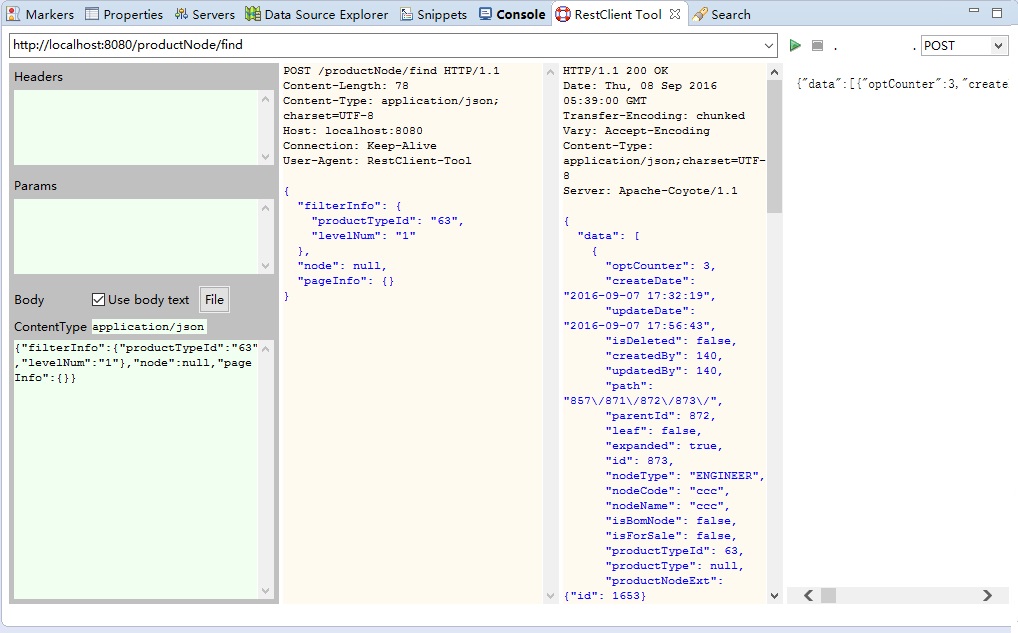 Markers Properties Servers Data Source Explorer Snippets Console RestClient Tool Search
http://localhost:8080/productNode/find
. . POST
Headers
Params
Body Use body text File
ContentType application/json
{"filterInfo":{"productTypeId":"63"
,"levelNum":"1"},"node":null,"page
Info":{}}
POST /productNode/find HTTP/1.1
Content-Length: 78
Content-Type: application/json;
charset=UTF-8
Host: localhost:8080
Connection: Keep-Alive
User-Agent: RestClient-Tool
{
  "filterInfo": {
    "productTypeId": "63",
    "levelNum": "1"
  },
  "node": null,
  "pageInfo": {}
}
HTTP/1.1 200 OK
Date: Thu, 08 Sep 2016
05:39:00 GMT
Transfer-Encoding: chunked
Vary: Accept-Encoding
Content-Type:
application/json;charset=UTF-
8
Server: Apache-Coyote/1.1
{
  "data": [
    {
      "optCounter": 3,
      "createDate":
"2016-09-07 17:32:19",
      "updateDate":
"2016-09-07 17:56:43",
      "isDeleted": false,
      "createdBy": 140,
      "updatedBy": 140,
      "path":
"857\/871\/872\/873\/",
      "parentId": 872,
      "leaf": false,
      "expanded": true,
      "id": 873,
      "nodeType": "ENGINEER",
      "nodeCode": "ccc",
      "nodeName": "ccc",
      "isBomNode": false,
      "isForSale": false,
      "productTypeId": 63,
      "productType": null,
      "productNodeExt":
{"id": 1653}
{"data":[{"optCounter":3,"create